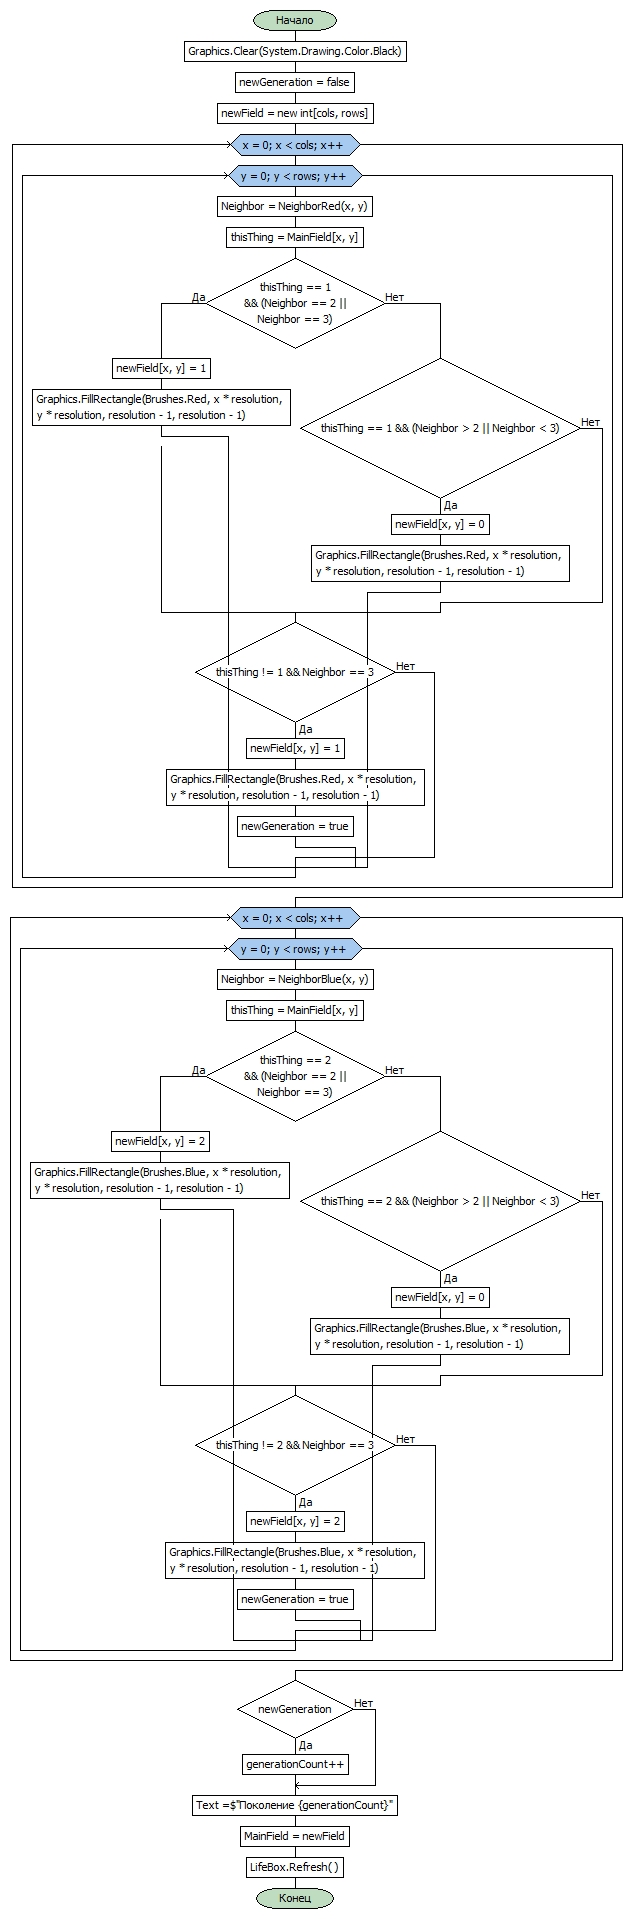 Начало
Graphics.Clear(System.Drawing.Color.Black)
newGeneration = false
newField = new int[cols, rows]
x = 0; x < cols; x++
y = 0; y < rows; y++
Neighbor = NeighborRed(x, y)
thisThing = MainField[x, y]
thisThing == 1
&& (Neighbor == 2 ||
Neighbor == 3)
Да
Нет
newField[x, y] = 1
Graphics.FillRectangle(Brushes.Red, x * resolution,
y * resolution, resolution - 1, resolution - 1)
thisThing == 1 && (Neighbor > 2 || Neighbor < 3)
Нет
Да
newField[x, y] = 0
Graphics.FillRectangle(Brushes.Red, x * resolution,
y * resolution, resolution - 1, resolution - 1)
thisThing != 1 && Neighbor == 3
Нет
Да
newField[x, y] = 1
Graphics.FillRectangle(Brushes.Red, x * resolution,
y * resolution, resolution - 1, resolution - 1)
newGeneration = true
x = 0; x < cols; x++
y = 0; y < rows; y++
Neighbor = NeighborBlue(x, y)
thisThing = MainField[x, y]
thisThing == 2
&& (Neighbor == 2 ||
Neighbor == 3)
Да
Нет
newField[x, y] = 2
Graphics.FillRectangle(Brushes.Blue, x * resolution,
y * resolution, resolution - 1, resolution - 1)
thisThing == 2 && (Neighbor > 2 || Neighbor < 3)
Нет
Да
newField[x, y] = 0
Graphics.FillRectangle(Brushes.Blue, x * resolution,
y * resolution, resolution - 1, resolution - 1)
thisThing != 2 && Neighbor == 3
Нет
Да
newField[x, y] = 2
Graphics.FillRectangle(Brushes.Blue, x * resolution,
y * resolution, resolution - 1, resolution - 1)
newGeneration = true
newGeneration
Нет
Да
generationCount++
Text =$"Поколение {generationCount}"
MainField = newField
LifeBox.Refresh()
Конец